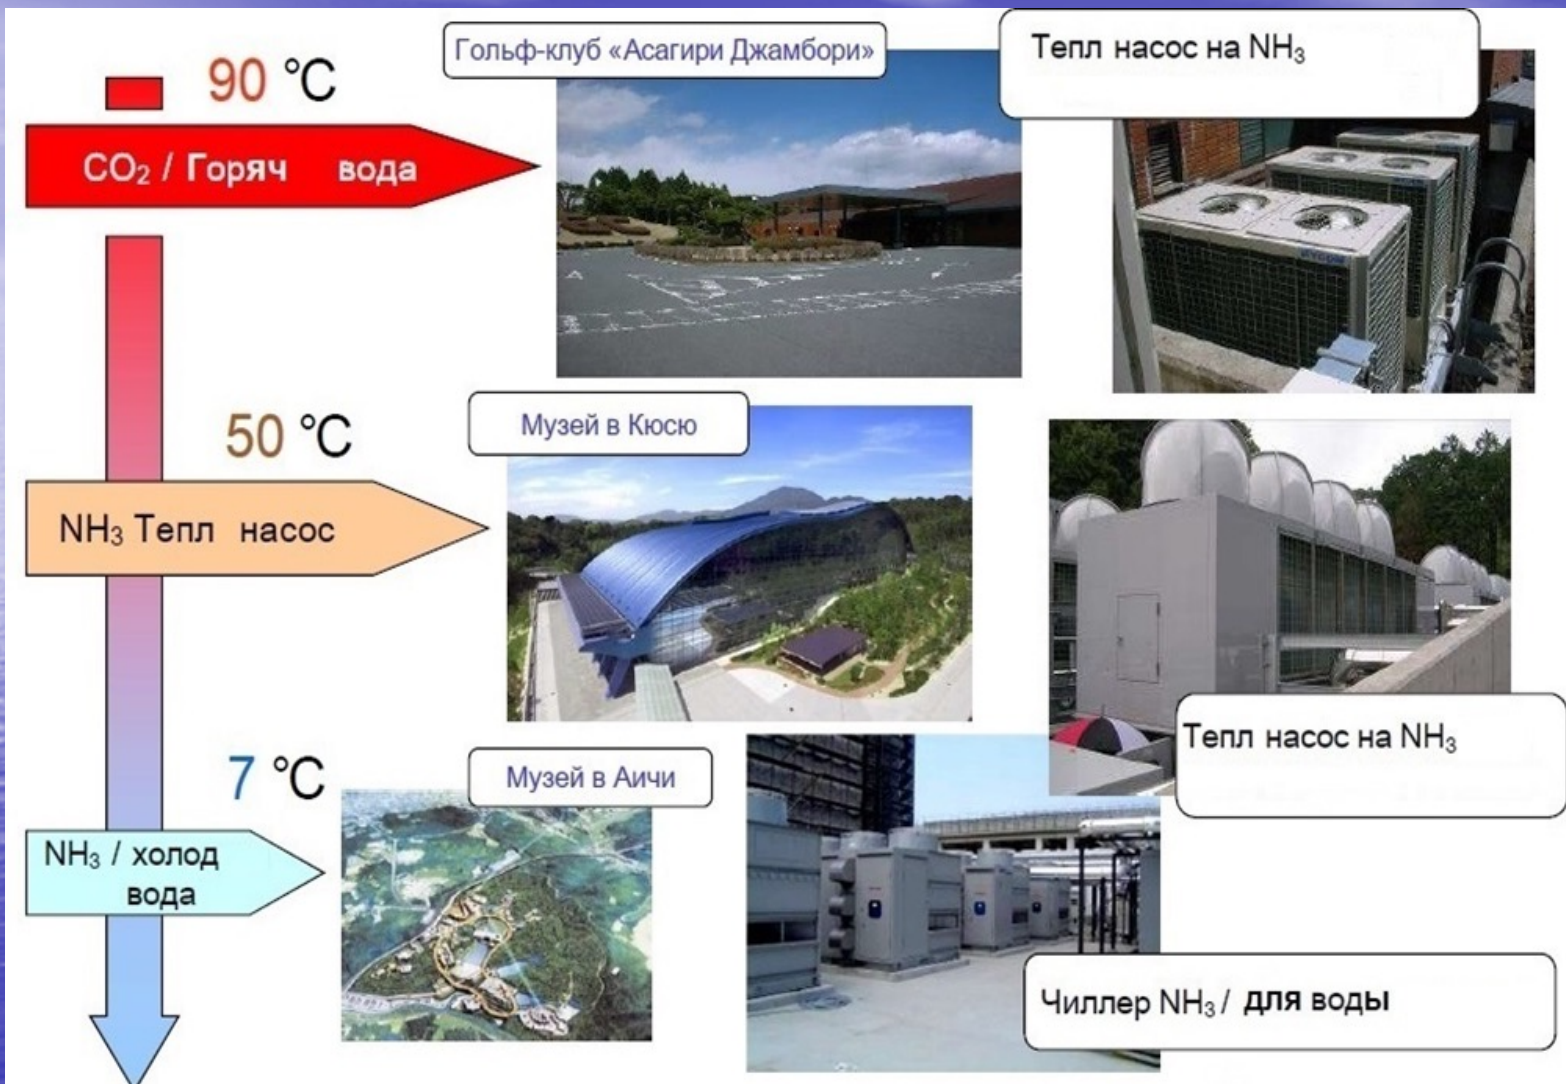 Гольф-клуб «Асагири Джамбори»
Тепл насос на NH₃
90 °C
CO₂ / Горяч вода
MYCOM
50 °C
Музей в Кюсю
NH₃ Тепл насос
Тепл насос на NH₃
7 °C
Музей в Аичи
NH₃ / холод
вода
Чиллер NH₃ / для воды